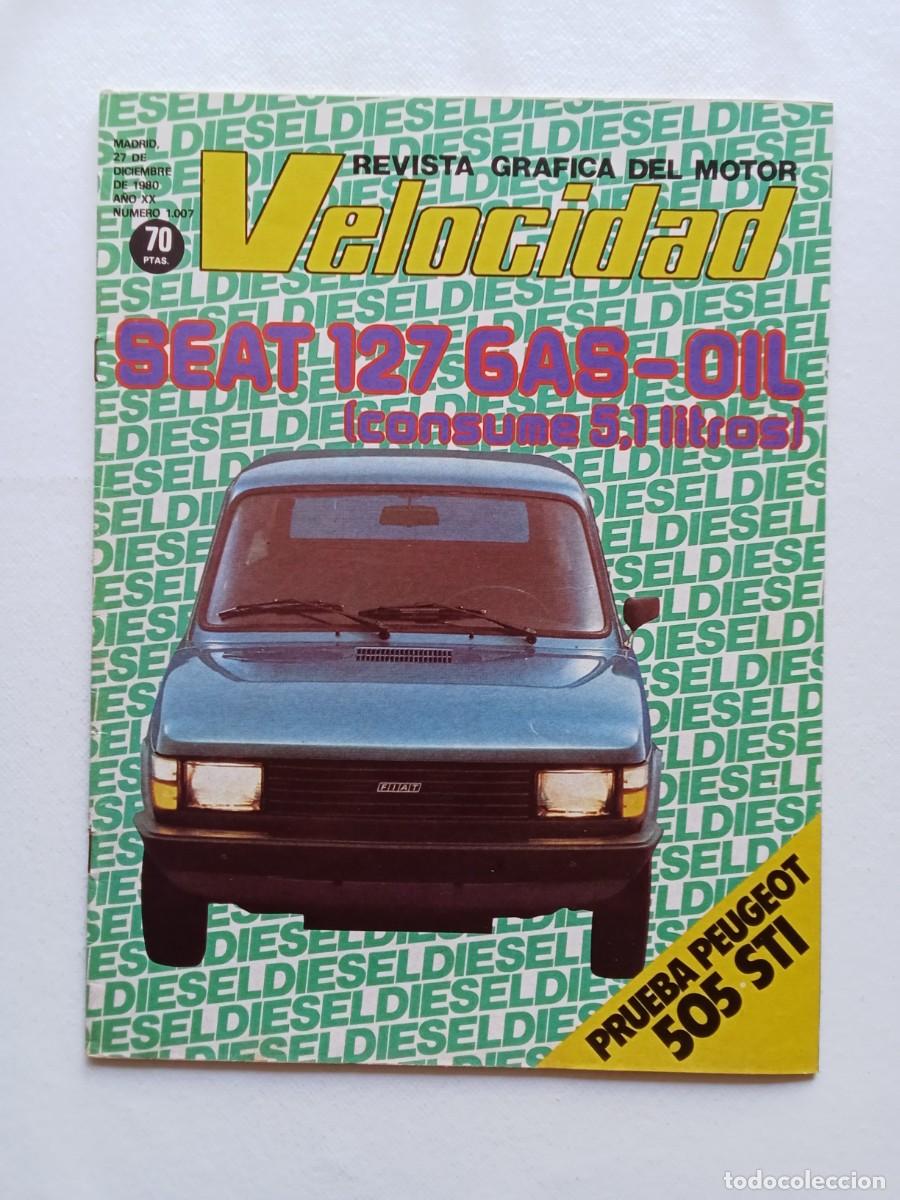 MADRID,
27 DE
DICIEMBRE
DE 1980
AÑO XX
NUMERO 1.007
70
PTAS.
REVISTA GRAFICA DEL MOTOR
Velocidad
SEAT 127 GAS-OIL
(consume 5,1 litros)
DIESELDIESELDIESELDIESEL
FIAT
PRUEBA PEUGEOT
505 STI
todocoleccion